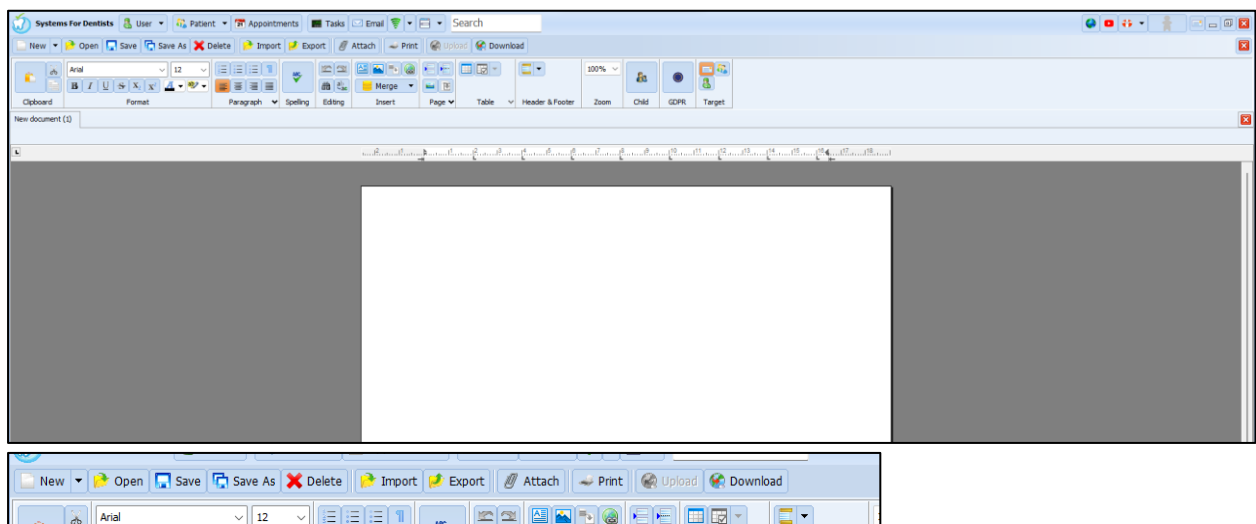 Systems For Dentists User Patient Appointments Tasks Email Search
New Open Save Save As Delete Import Export Attach Print Upload Download
Arial 12 100%
B I U S X X Merge
Clipboard Format Paragraph Spelling Editing Insert Page Table Header & Footer Zoom Child GDPR Target
New document (1)
New Open Save Save As Delete Import Export Attach Print Upload Download
Arial 12